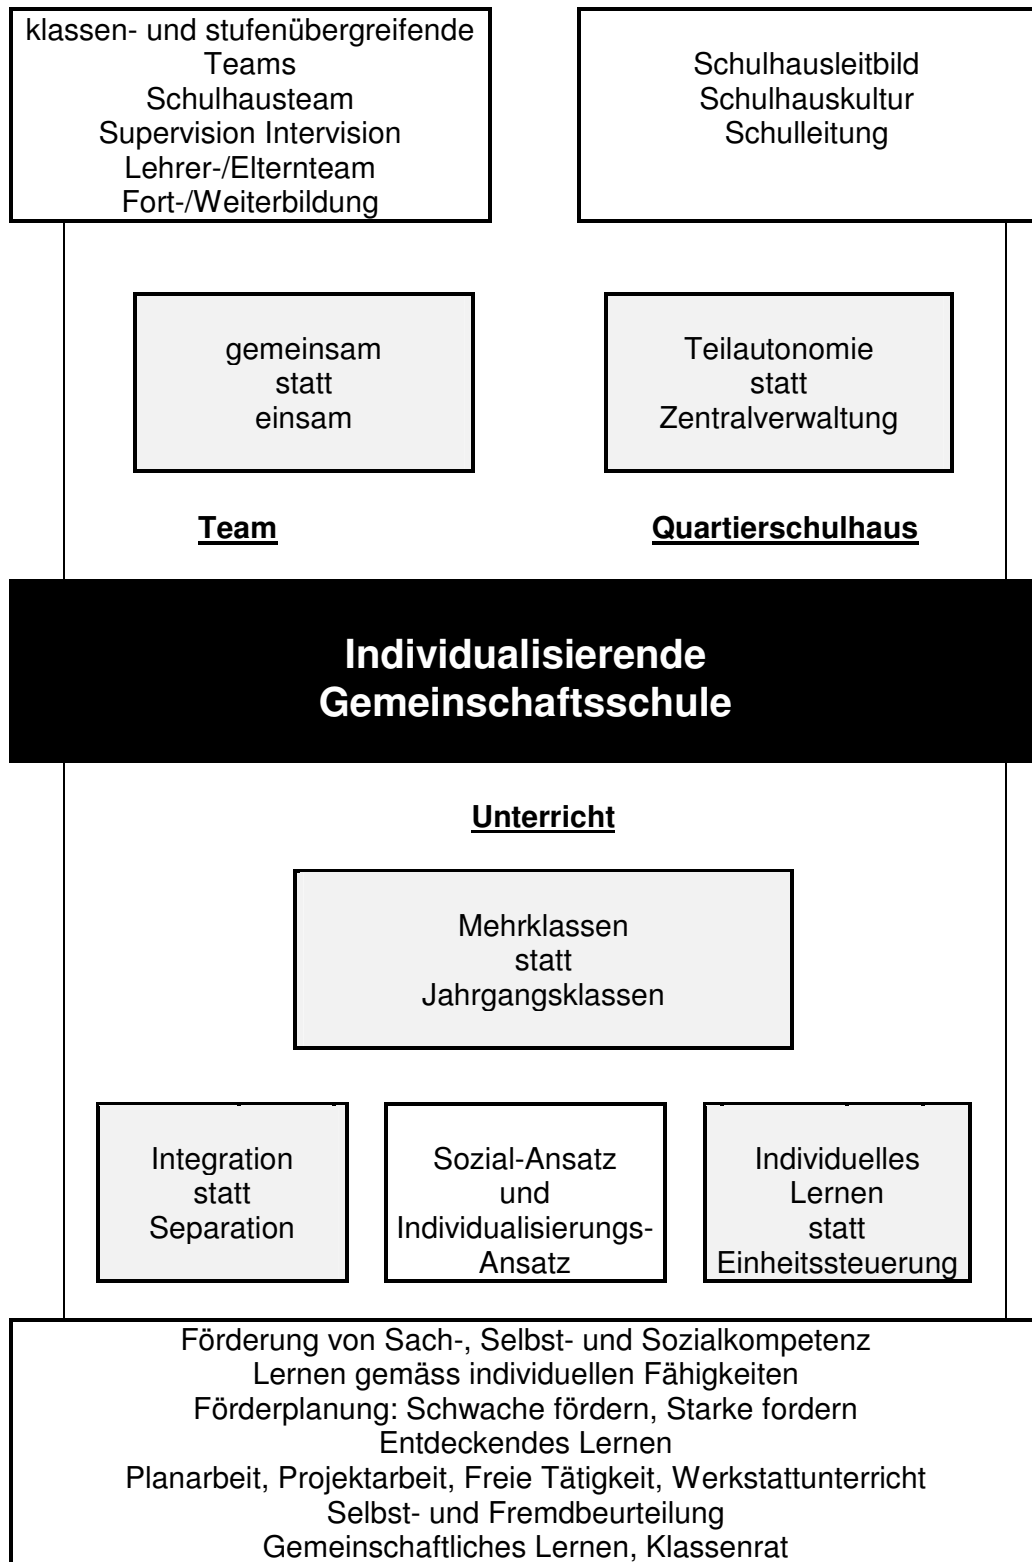 klassen- und stufenübergreifende
Teams
Schulhausteam
Supervision Intervision
Lehrer-/Elternteam
Fort-/Weiterbildung
Schulhausleitbild
Schulhauskultur
Schulleitung
gemeinsam
statt
einsam
Teilautonomie
statt
Zentralverwaltung
Team
Quartierschulhaus
Individualisierende
Gemeinschaftsschule
Unterricht
Mehrklassen
statt
Jahrgangsklassen
Integration
statt
Separation
Sozial-Ansatz
und
Individualisierungs-
Ansatz
Individuelles
Lernen
statt
Einheitssteuerung
Förderung von Sach-, Selbst- und Sozialkompetenz
Lernen gemäss individuellen Fähigkeiten
Förderplanung: Schwache fördern, Starke fordern
Entdeckendes Lernen
Planarbeit, Projektarbeit, Freie Tätigkeit, Werkstattunterricht
Selbst- und Fremdbeurteilung
Gemeinschaftliches Lernen, Klassenrat